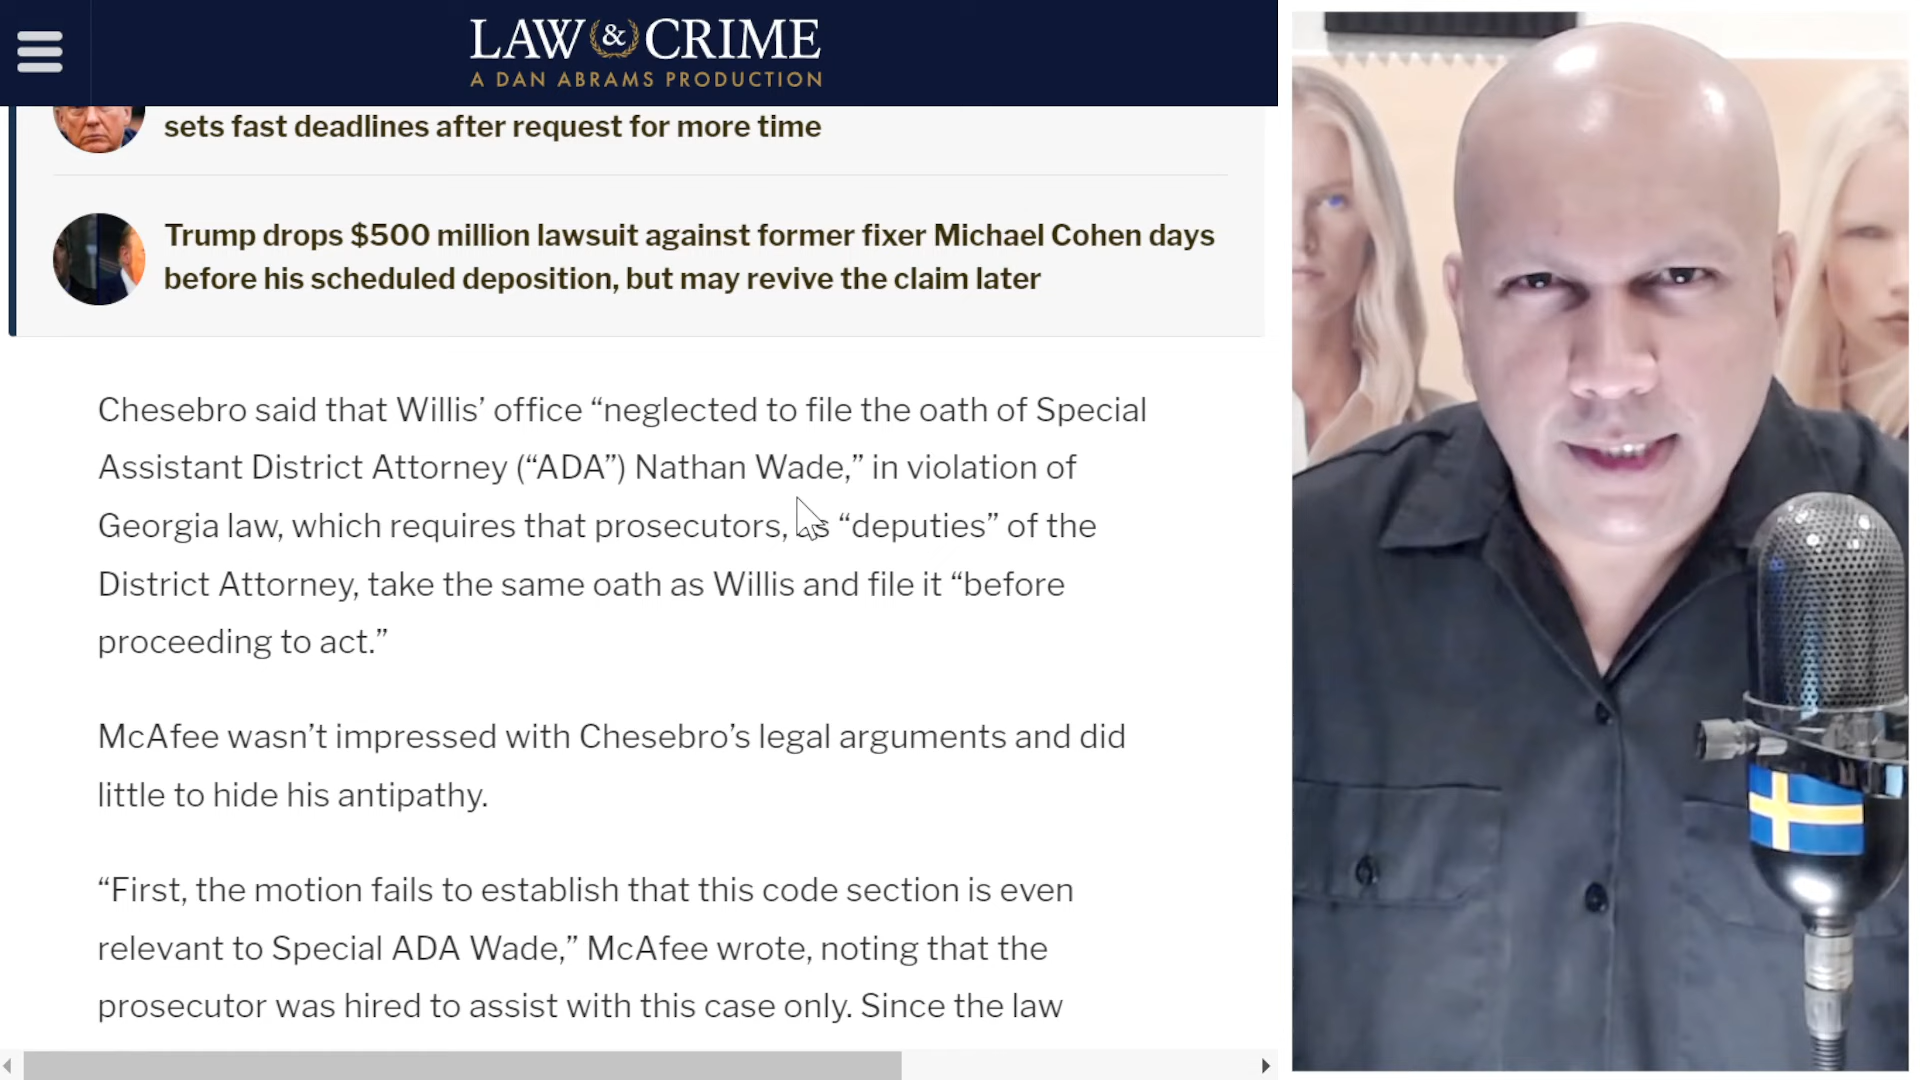 LAW & CRIME
A DAN ABRAMS PRODUCTION
sets fast deadlines after request for more time
Trump drops $500 million lawsuit against former fixer Michael Cohen days
before his scheduled deposition, but may revive the claim later
Chesebro said that Willis’ office “neglected to file the oath of Special
Assistant District Attorney (“ADA”) Nathan Wade,” in violation of
Georgia law, which requires that prosecutors, as “deputies” of the
District Attorney, take the same oath as Willis and file it “before
proceeding to act.”
McAfee wasn’t impressed with Chesebro’s legal arguments and did
little to hide his antipathy.
“First, the motion fails to establish that this code section is even
relevant to Special ADA Wade,” McAfee wrote, noting that the
prosecutor was hired to assist with this case only. Since the law